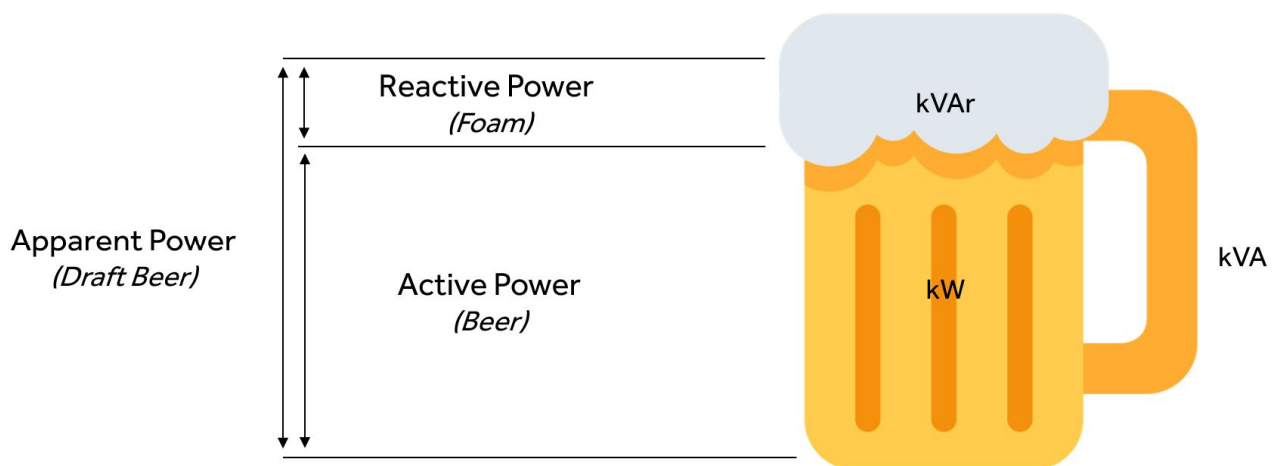 Reactive Power
(Foam)
kVAr
Apparent Power
(Draft Beer)
Active Power
(Beer)
kW
kVA